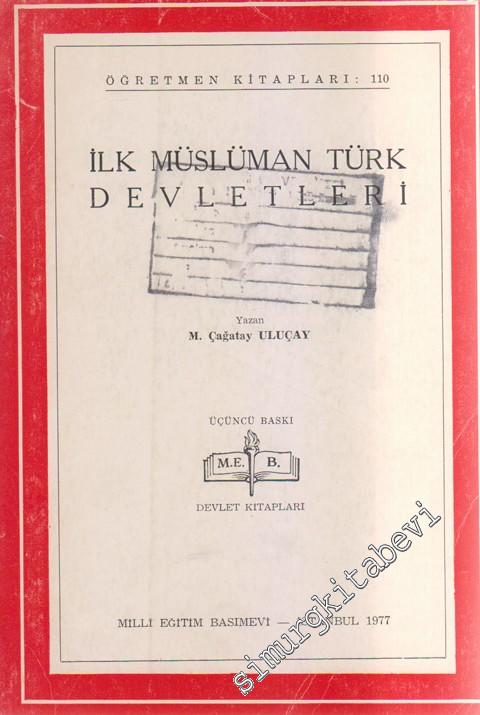 ÖĞRETMEN KİTAPLARI: 110
İLK MÜSLÜMAN TÜRK
DEVLETLERİ
Yazan
M. Çağatay ULUÇAY
ÜÇÜNCÜ BASKI
M.E. B.
DEVLET KİTAPLARI
MİLLİ EĞİTİM BASIMEVİ — İSTANBUL 1977
simurgkitabevi